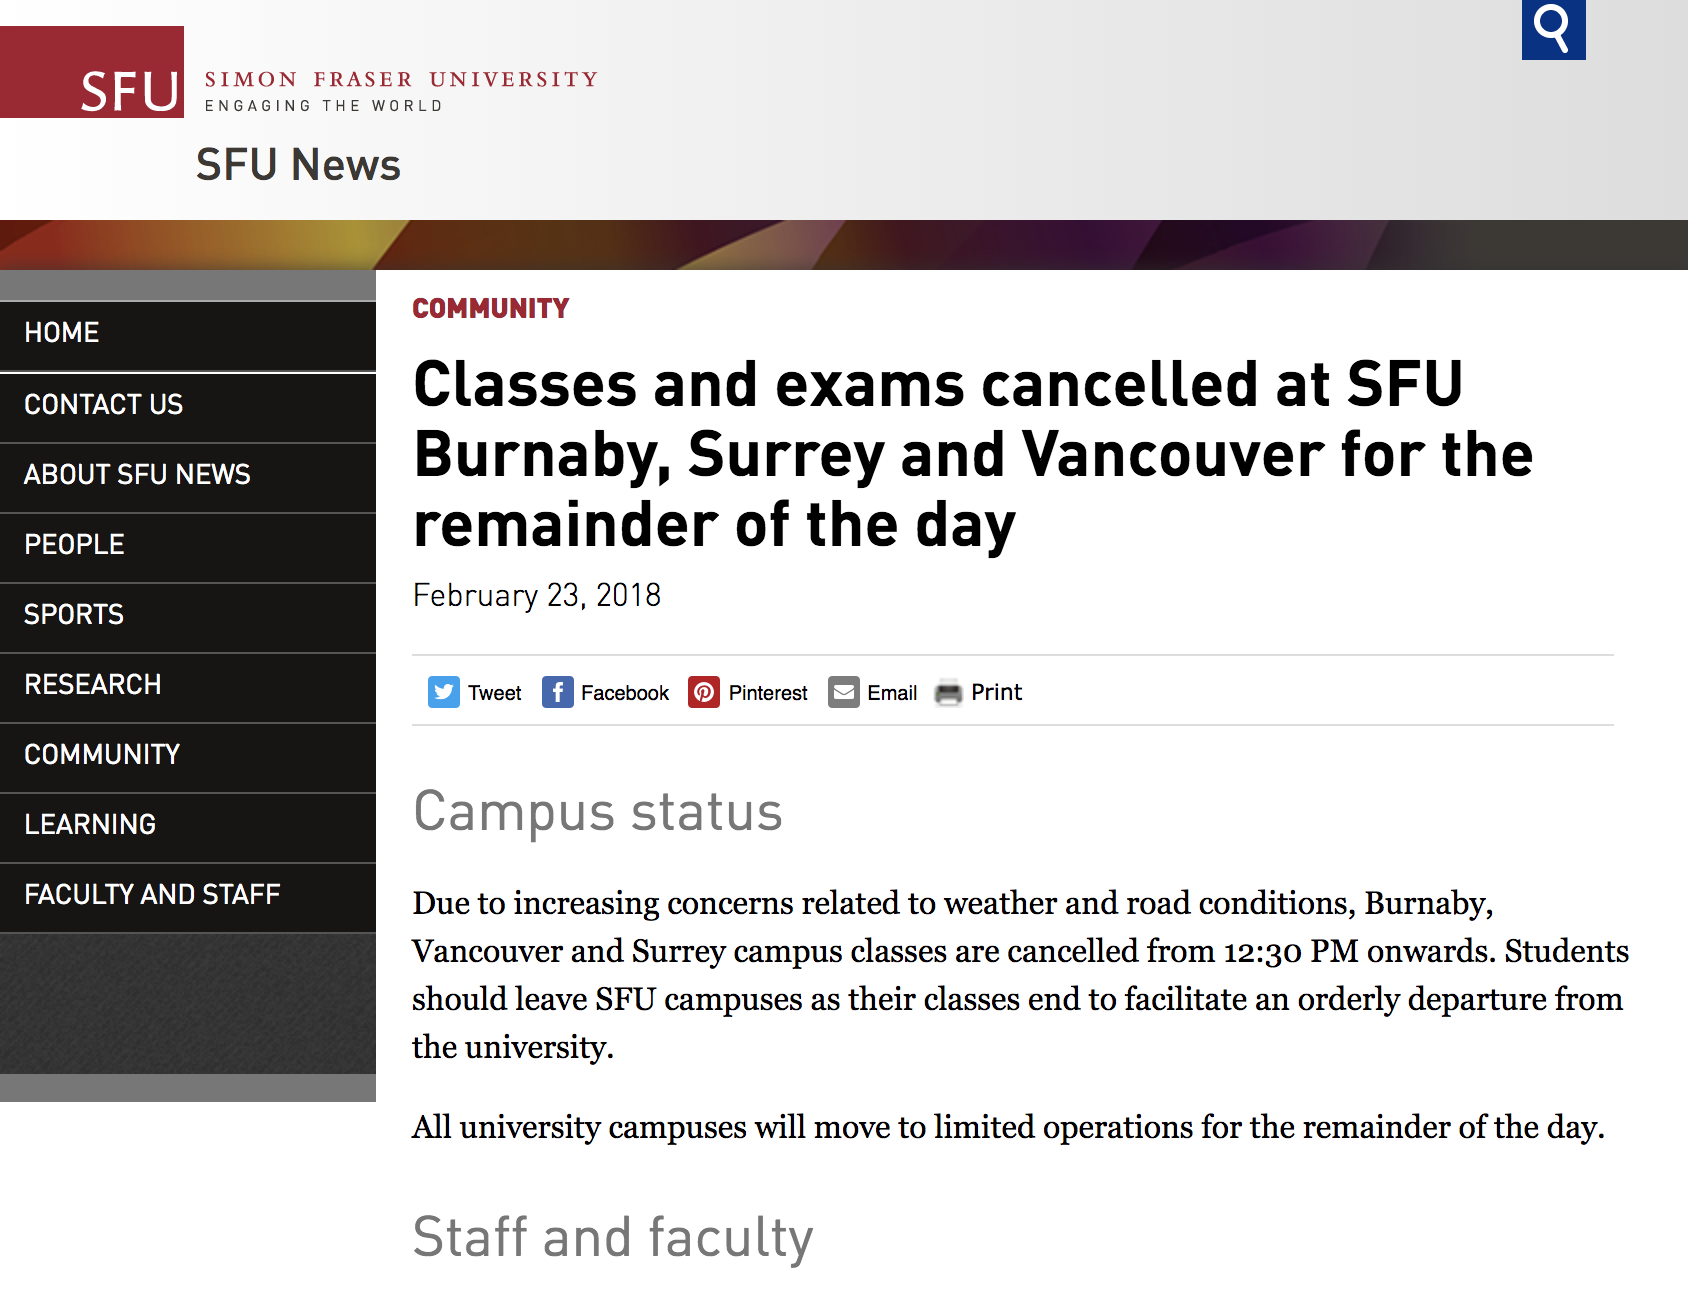 SFU
SIMON FRASER UNIVERSITY
ENGAGING THE WORLD
SFU News
HOME
CONTACT US
ABOUT SFU NEWS
PEOPLE
SPORTS
RESEARCH
COMMUNITY
LEARNING
FACULTY AND STAFF
COMMUNITY
Classes and exams cancelled at SFU
Burnaby, Surrey and Vancouver for the
remainder of the day
February 23, 2018
Tweet Facebook Pinterest Email Print
Campus status
Due to increasing concerns related to weather and road conditions, Burnaby,
Vancouver and Surrey campus classes are cancelled from 12:30 PM onwards. Students
should leave SFU campuses as their classes end to facilitate an orderly departure from
the university.
All university campuses will move to limited operations for the remainder of the day.
Staff and faculty